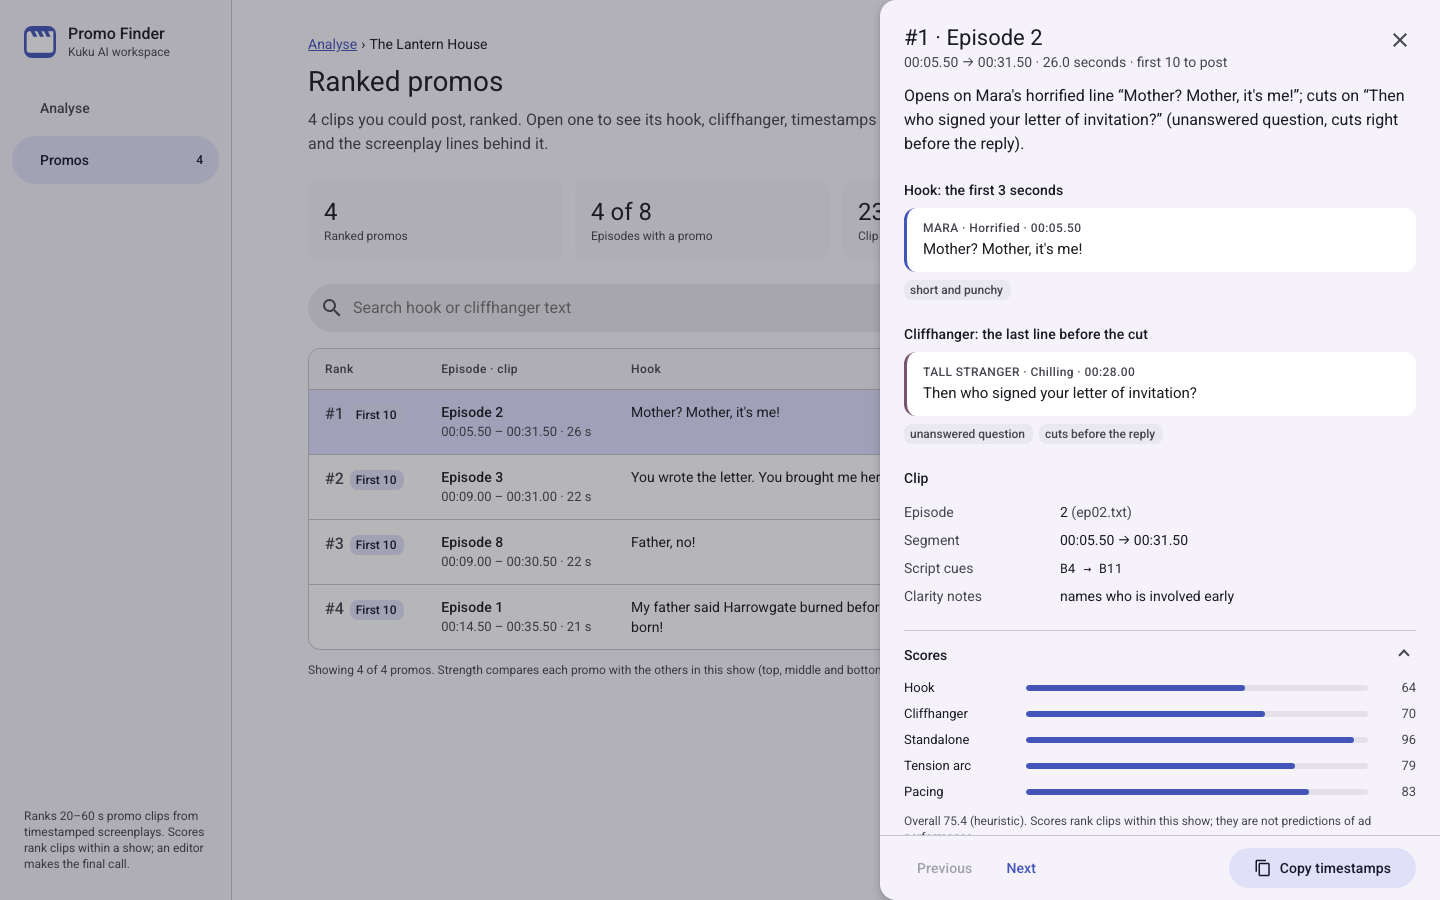 Promo Finder
Kuku AI workspace
Analyse
Promos 4
Ranks 20–60 s promo clips from
timestamped screenplays. Scores
rank clips within a show; an editor
makes the final call.
Analyse › The Lantern House
Ranked promos
4 clips you could post, ranked. Open one to see its hook, cliffhanger, timestamps
and the screenplay lines behind it.
4
Ranked promos
4 of 8
Episodes with a promo
23
Clip
Search hook or cliffhanger text
Rank Episode · clip Hook
#1 First 10 Episode 2 Mother? Mother, it's me!
00:05.50 – 00:31.50 · 26 s
#2 First 10 Episode 3 You wrote the letter. You brought me her
00:09.00 – 00:31.00 · 22 s
#3 First 10 Episode 8 Father, no!
00:09.00 – 00:30.50 · 22 s
#4 First 10 Episode 1 My father said Harrowgate burned befor
00:14.50 – 00:35.50 · 21 s born!
Showing 4 of 4 promos. Strength compares each promo with the others in this show (top, middle and bottom
#1 · Episode 2
00:05.50 → 00:31.50 · 26.0 seconds · first 10 to post
Opens on Mara's horrified line “Mother? Mother, it's me!”; cuts on “Then
who signed your letter of invitation?” (unanswered question, cuts right
before the reply).
Hook: the first 3 seconds
MARA · Horrified · 00:05.50
Mother? Mother, it's me!
short and punchy
Cliffhanger: the last line before the cut
TALL STRANGER · Chilling · 00:28.00
Then who signed your letter of invitation?
unanswered question cuts before the reply
Clip
Episode 2 (ep02.txt)
Segment 00:05.50 → 00:31.50
Script cues B4 → B11
Clarity notes names who is involved early
Scores
Hook 64
Cliffhanger 70
Standalone 96
Tension arc 79
Pacing 83
Overall 75.4 (heuristic). Scores rank clips within this show; they are not predictions of ad
Previous Next Copy timestamps